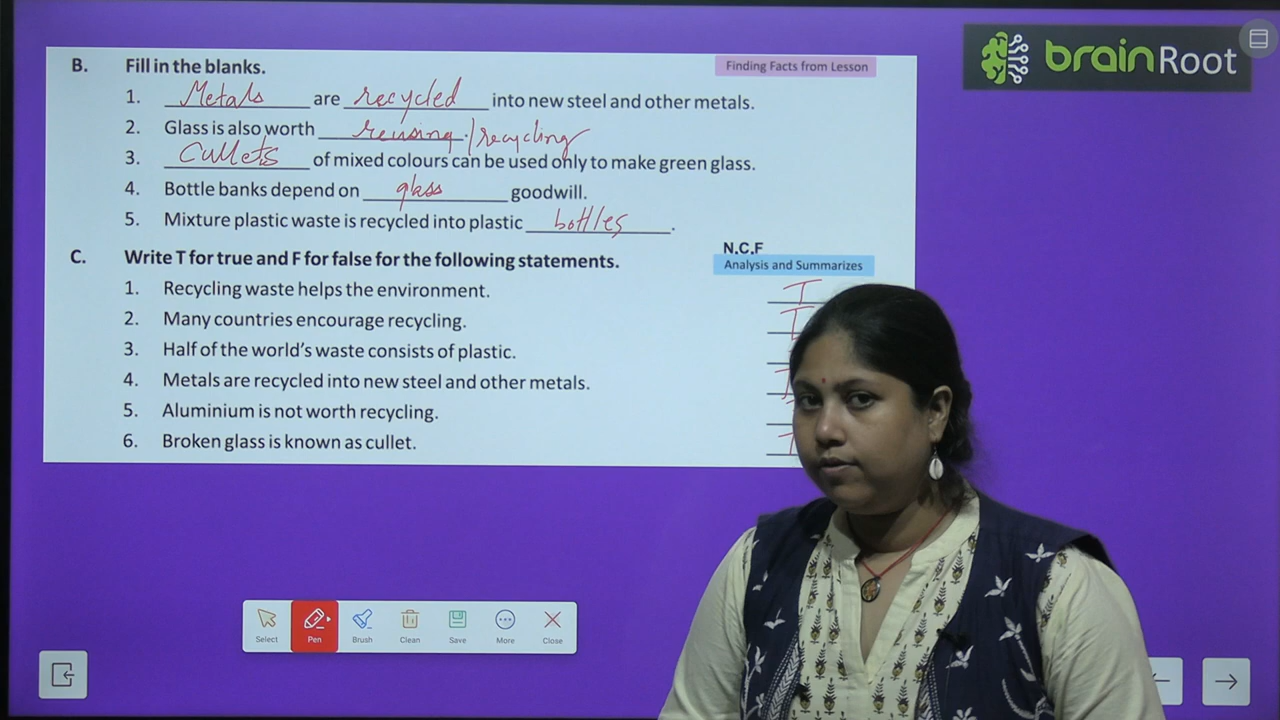 brainRoot
B. Fill in the blanks. Finding Facts from Lesson
1. Metals are recycled into new steel and other metals.
2. Glass is also worth reusing/recycling.
3. Cullets of mixed colours can be used only to make green glass.
4. Bottle banks depend on glass goodwill.
5. Mixture plastic waste is recycled into plastic bottles.
N.C.F
C. Write T for true and F for false for the following statements. Analysis and Summarizes
1. Recycling waste helps the environment. T
2. Many countries encourage recycling.
3. Half of the world's waste consists of plastic.
4. Metals are recycled into new steel and other metals.
5. Aluminium is not worth recycling.
6. Broken glass is known as cullet.
Select Pen Brush Clean Save More Close